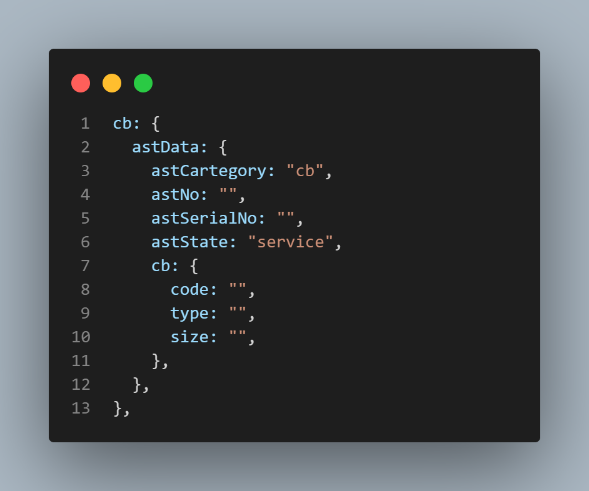 1 cb: {
2 astData: {
3 astCartegory: "cb",
4 astNo: "",
5 astSerialNo: "",
6 astState: "service",
7 cb: {
8 code: "",
9 type: "",
10 size: "",
11 },
12 },
13 },